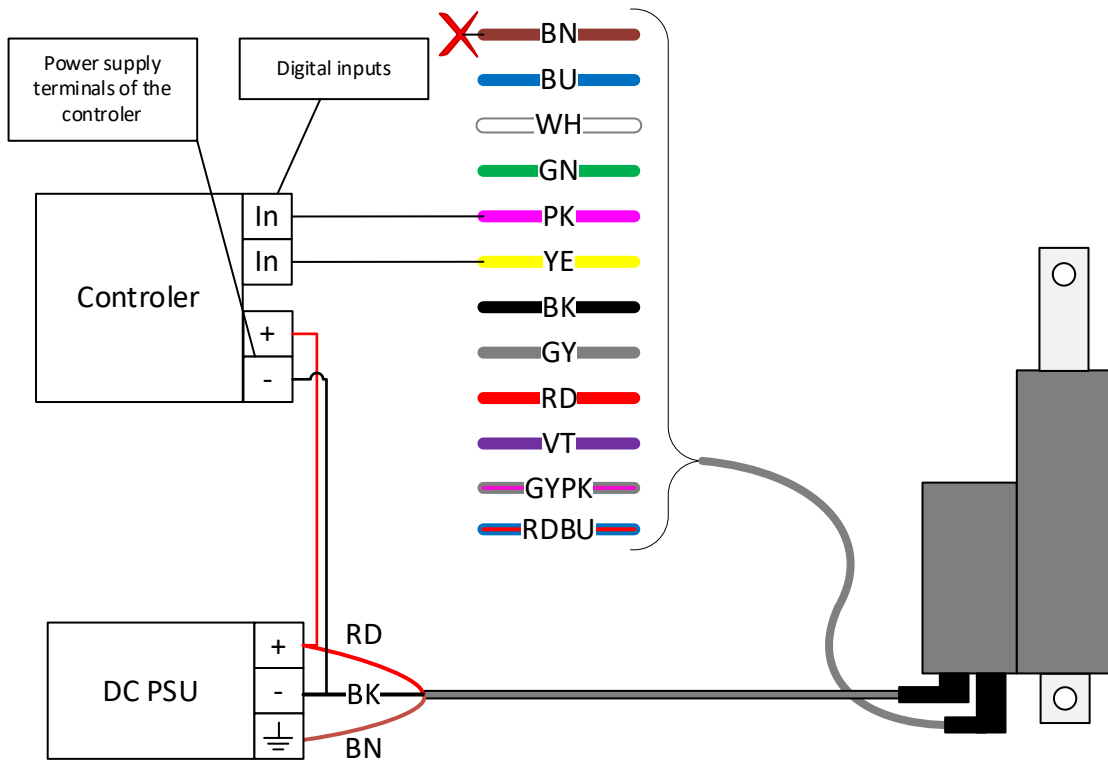 Power supply
terminals of the
controler
Digital inputs
BN
BU
WH
GN
PK
YE
BK
GY
RD
VT
GYPK
RDBU
In
In
Controler
+
-
DC PSU
+
-
RD
BK
BN